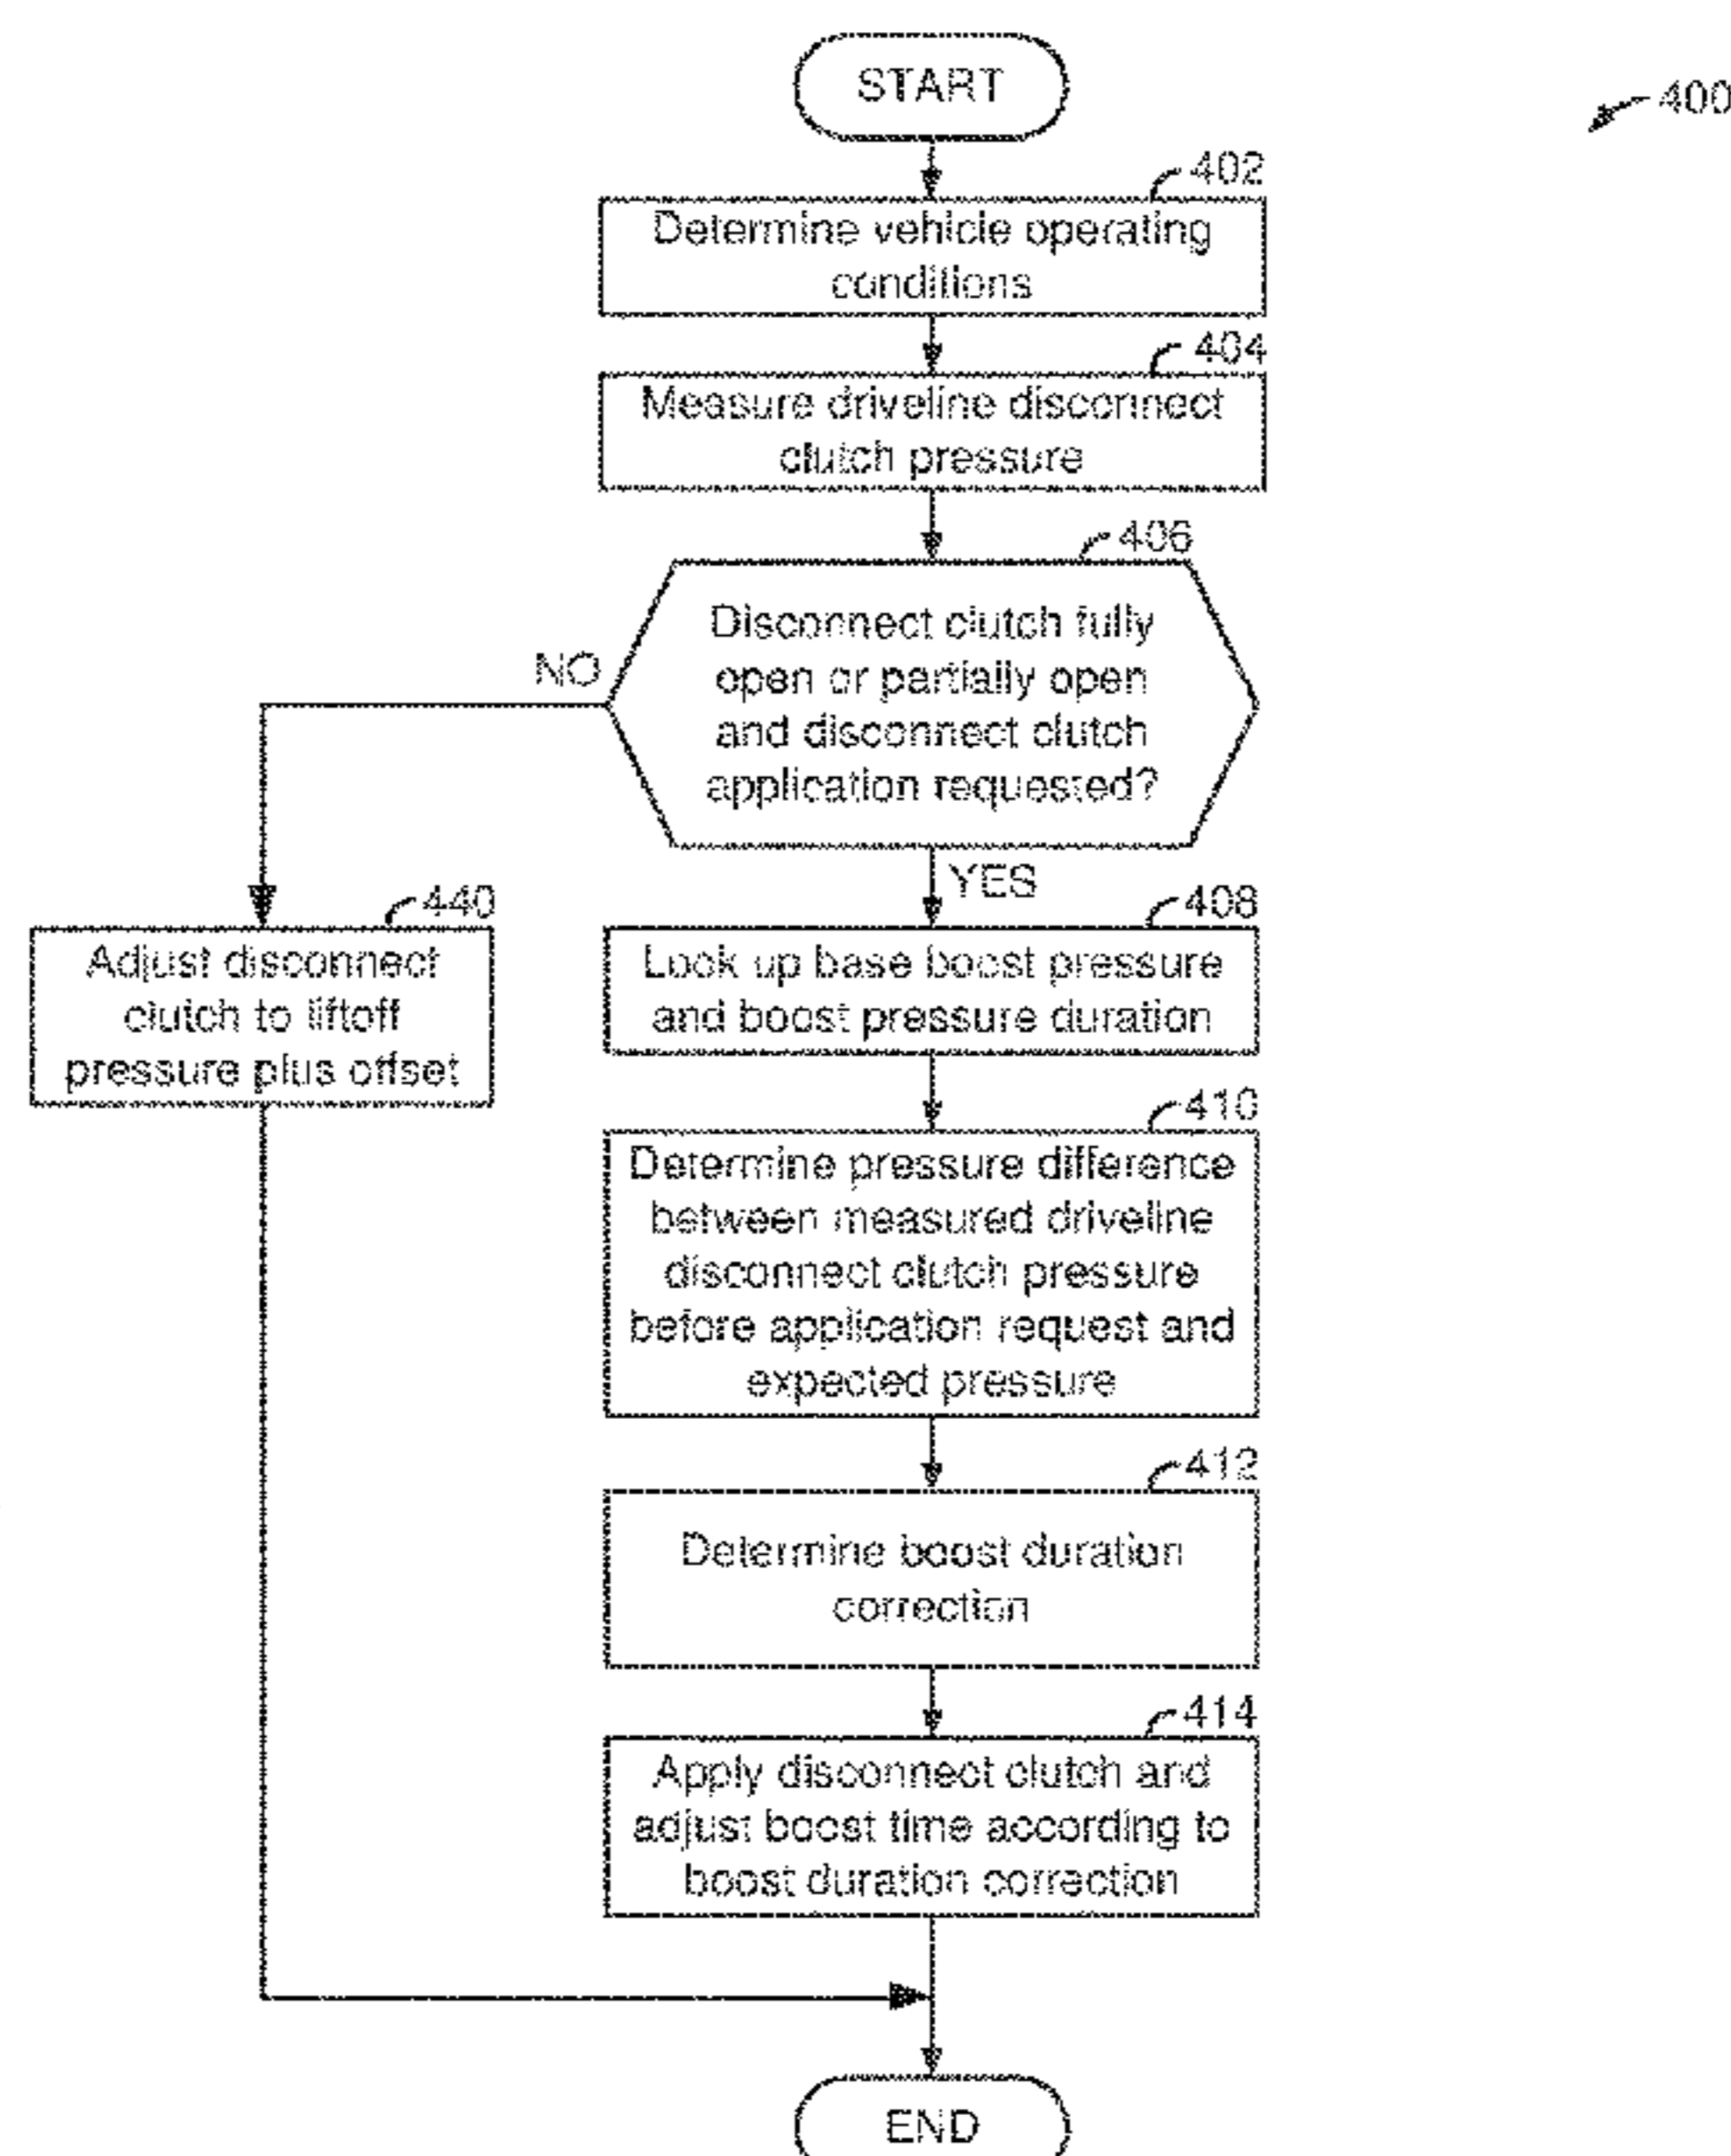 START
400
402
Determine vehicle operating
conditions
404
Measure driveline disconnect
clutch pressure
406
Disconnect clutch fully
open or partially open
and disconnect clutch
application requested?
NO
YES
440
Adjust disconnect
clutch to liftoff
pressure plus offset
408
Look up base boost pressure
and boost pressure duration
410
Determine pressure difference
between measured driveline
disconnect clutch pressure
before application request and
expected pressure
412
Determine boost duration
correction
414
Apply disconnect clutch and
adjust boost time according to
boost duration correction
END